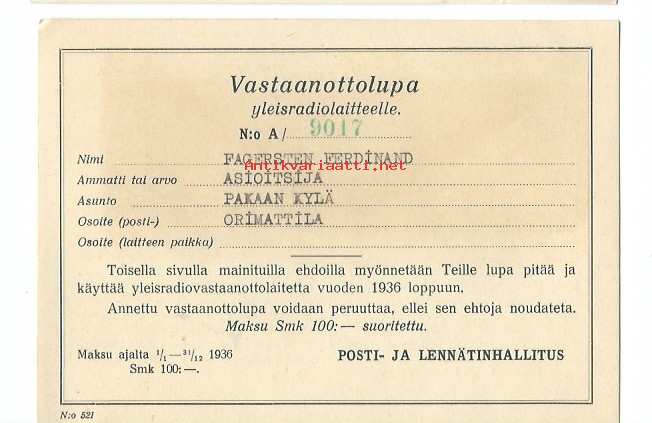 Vastaanottolupa
yleisradiolaitteelle.
N:o A/ 9017
Nimi FAGERSTEN FERDINAND
Antikvariaatti.net
Ammatti tai arvo ASIOITSIJA
Asunto PAKAAN KYLÄ
Osoite (posti-) ORIMATTILA
Osoite (laitteen paikka)
Toisella sivulla mainituilla ehdoilla myönnetään Teille lupa pitää ja
käyttää yleisradiovastaanottolaitetta vuoden 1936 loppuun.
Annettu vastaanottolupa voidaan peruuttaa, ellei sen ehtoja noudateta.
Maksu Smk 100:— suoritettu.
Maksu ajalta 1/1—31/12 1936
Smk 100:—.
POSTI- JA LENNÄTINHALLITUS
N:o 521